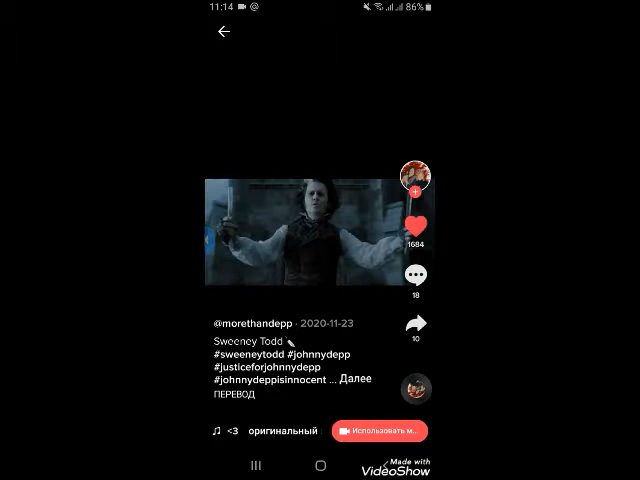 11:14 @ 86%
1684
18
@morethandepp · 2020-11-23
10
Sweeney Todd
#sweeneytodd #johnnydepp
#justiceforjohnnydepp
#johnnydeppisinnocent ... Далее
ПЕРЕВОД
<3 оригинальный
Использовать м..
Made with
VideoShow